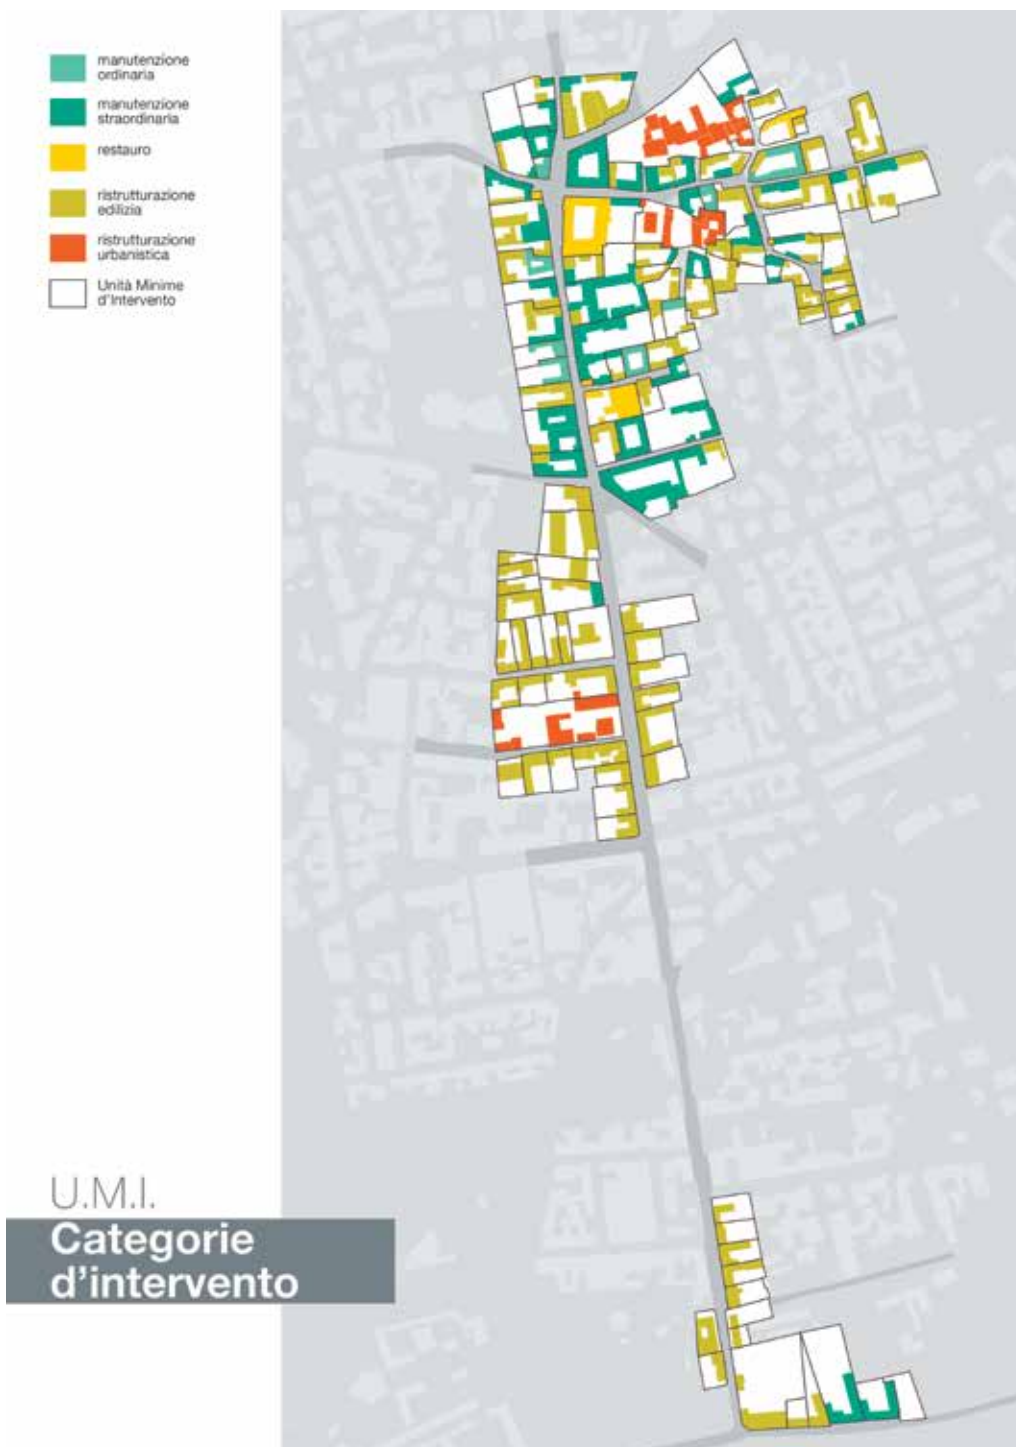 manutenzione
ordinaria
manutenzione
straordinaria
restauro
ristrutturazione
edilizia
ristrutturazione
urbanistica
Unità Minime
d'Intervento
U.M.I.
Categorie
d'intervento